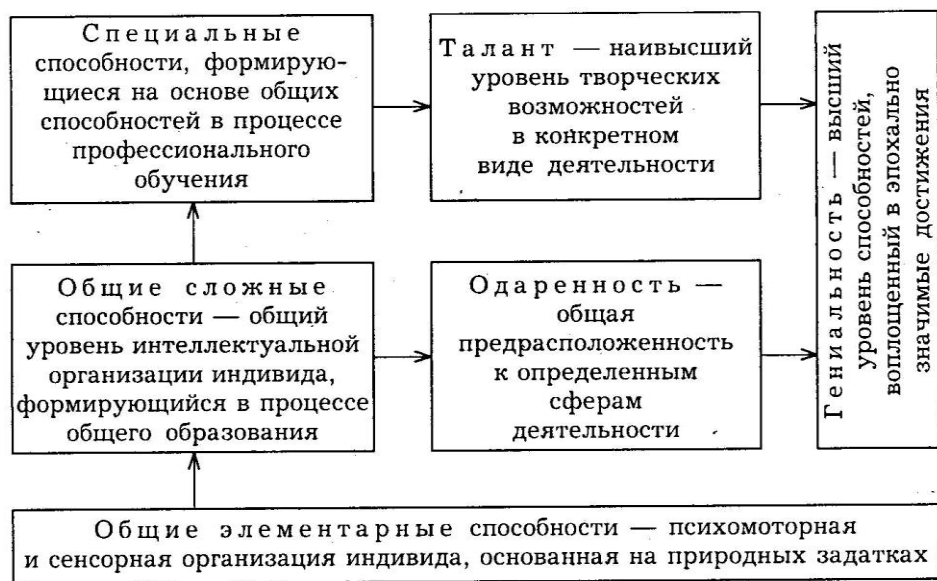 Специальные
способности, формирую-
щиеся на основе общих
способностей в процессе
профессионального
обучения
Талант — наивысший
уровень творческих
возможностей
в конкретном
виде деятельности
Общие сложные
способности — общий
уровень интеллектуальной
организации индивида,
формирующийся в процессе
общего образования
Одаренность —
общая
предрасположенность
к определенным
сферам
деятельности
Гениальность — высший
уровень способностей,
воплощенный в эпохально
значимые достижения
Общие элементарные способности — психомоторная
и сенсорная организация индивида, основанная на природных задатках